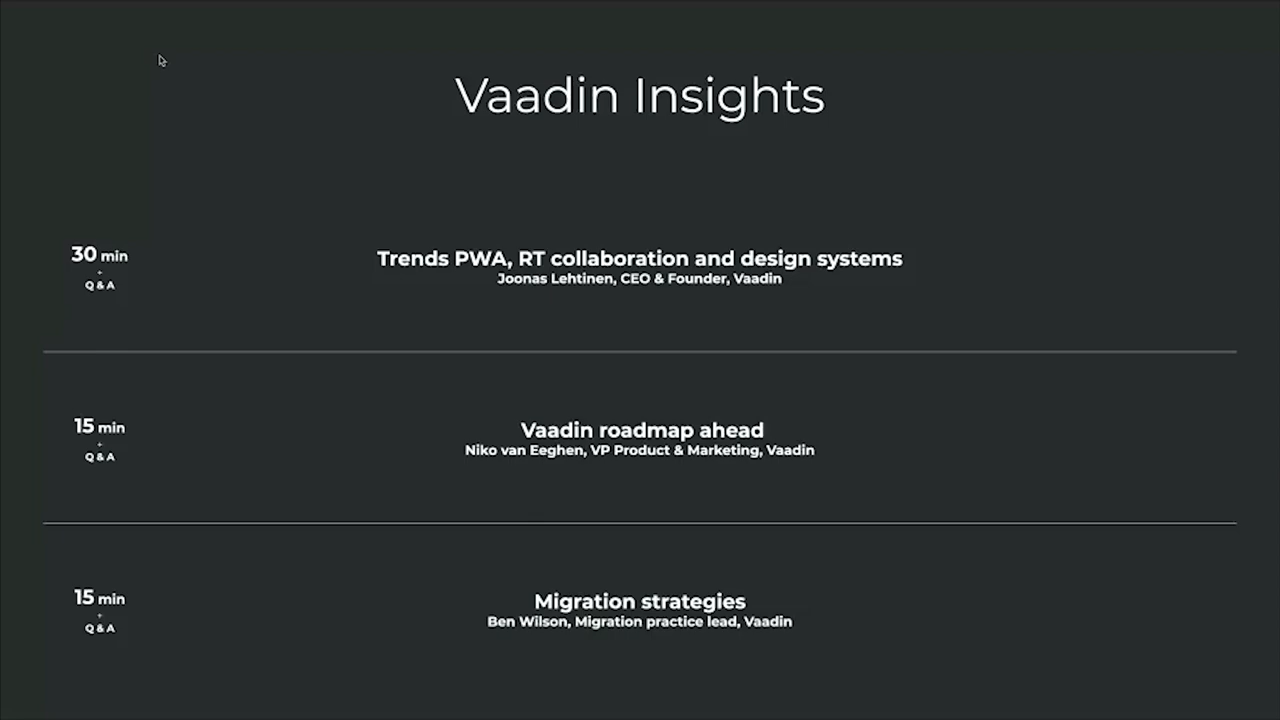 Vaadin Insights
30 min
+
Q & A
Trends PWA, RT collaboration and design systems
Joonas Lehtinen, CEO & Founder, Vaadin
15 min
+
Q & A
Vaadin roadmap ahead
Niko van Eeghen, VP Product & Marketing, Vaadin
15 min
+
Q & A
Migration strategies
Ben Wilson, Migration practice lead, Vaadin